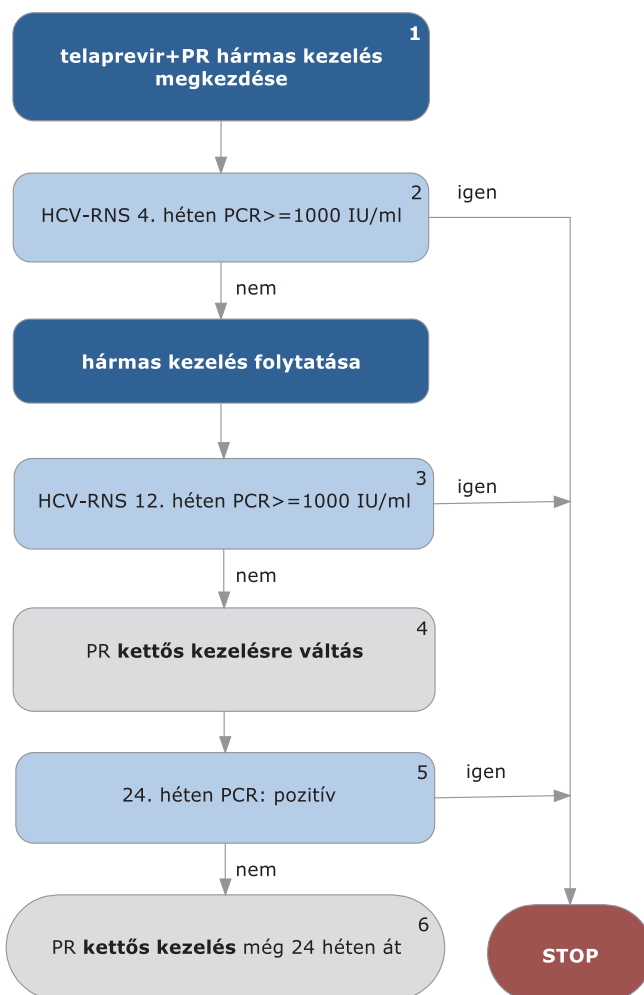 1
telaprevir+PR hármas kezelés
megkezdése
2
HCV-RNS 4. héten PCR>=1000 IU/ml
igen
nem
hármas kezelés folytatása
3
HCV-RNS 12. héten PCR>=1000 IU/ml
igen
nem
4
PR kettős kezelésre váltás
5
24. héten PCR: pozitív
igen
nem
6
PR kettős kezelés még 24 héten át
STOP